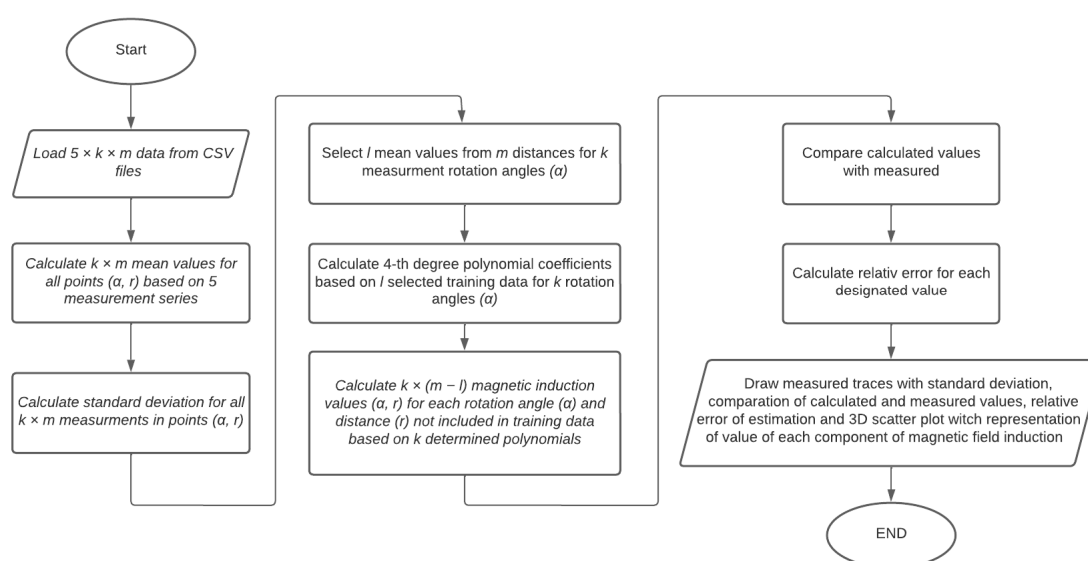 Start
Load 5 × k × m data from CSV
files
Calculate k × m mean values for
all points (α, r) based on 5
measurement series
Calculate standard deviation for all
k × m measurments in points (α, r)
Select l mean values from m distances for k
measurment rotation angles (α)
Calculate 4-th degree polynomial coefficients
based on l selected training data for k rotation
angles (α)
Calculate k × (m − l) magnetic induction
values (α, r) for each rotation angle (α) and
distance (r) not included in training data
based on k determined polynomials
Compare calculated values
with measured
Calculate relativ error for each
designated value
Draw measured traces with standard deviation,
comparation of calculated and measured values, relative
error of estimation and 3D scatter plot witch representation
of value of each component of magnetic field induction
END